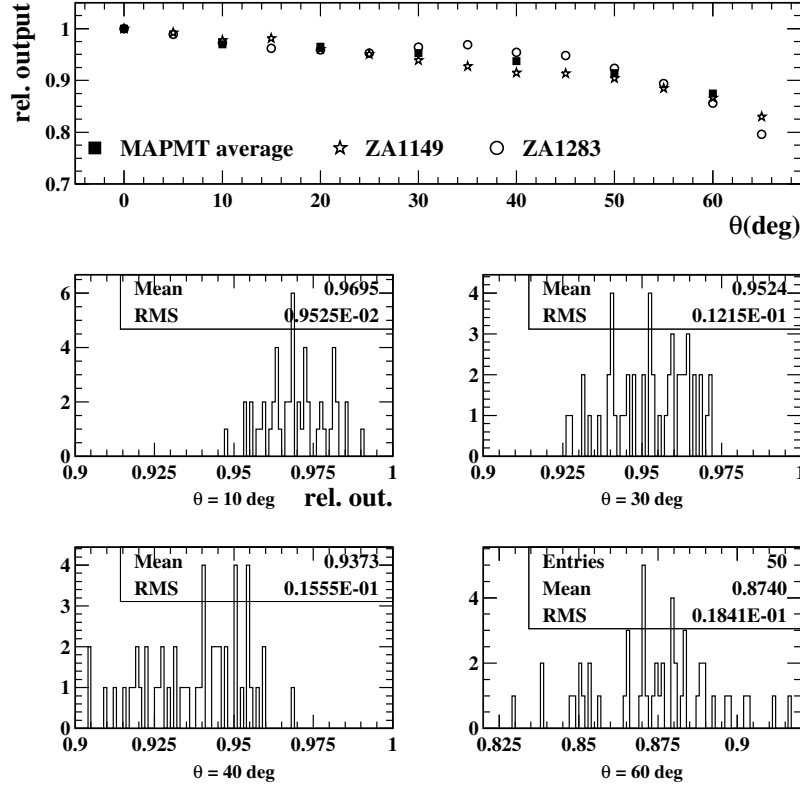 rel. output
1
0.9
0.8
0.7
MAPMT average
ZA1149
ZA1283
0 10 20 30 40 50 60
θ(deg)
Mean 0.9695
RMS 0.9525E-02
6
4
2
0
0.9 0.925 0.95 0.975 1
θ = 10 deg
rel. out.
Mean 0.9524
RMS 0.1215E-01
4
3
2
1
0
0.9 0.925 0.95 0.975 1
θ = 30 deg
Mean 0.9373
RMS 0.1555E-01
4
3
2
1
0
0.9 0.925 0.95 0.975 1
θ = 40 deg
Entries 50
Mean 0.8740
RMS 0.1841E-01
4
2
0
0.825 0.85 0.875 0.9
θ = 60 deg